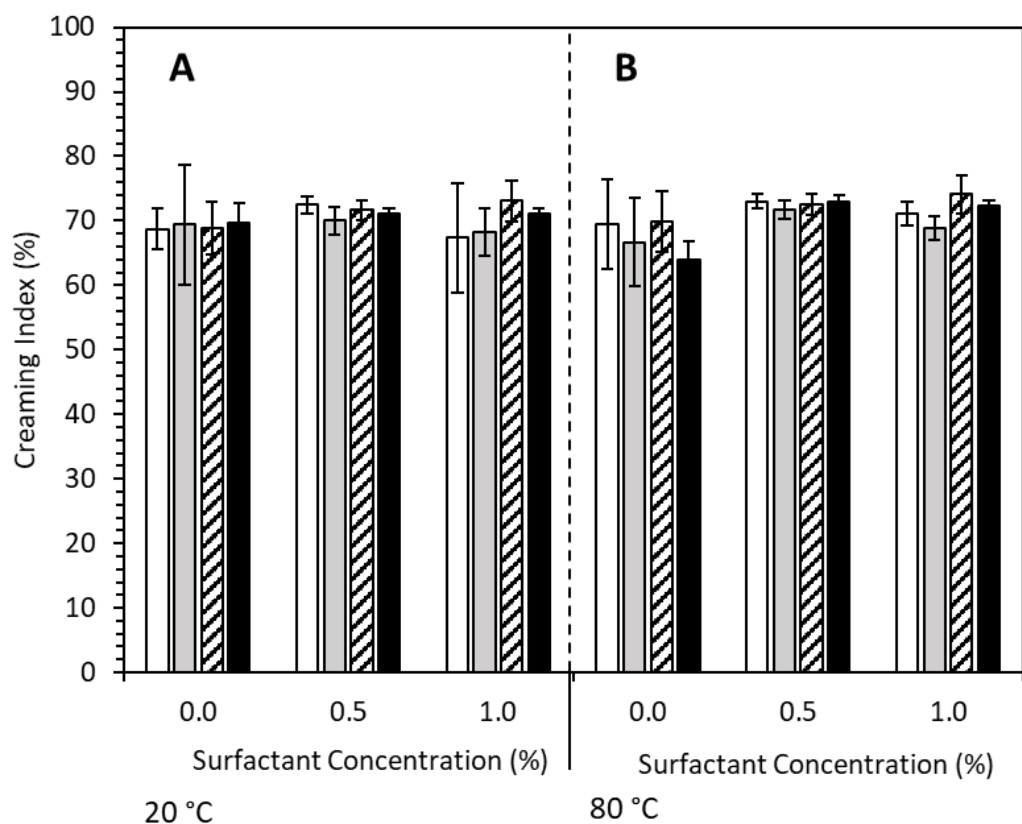 100
90
80
70
60
50
40
30
20
10
0
Creaming Index (%)
A
B
0.0 0.5 1.0 0.0 0.5 1.0
Surfactant Concentration (%) Surfactant Concentration (%)
20 °C 80 °C